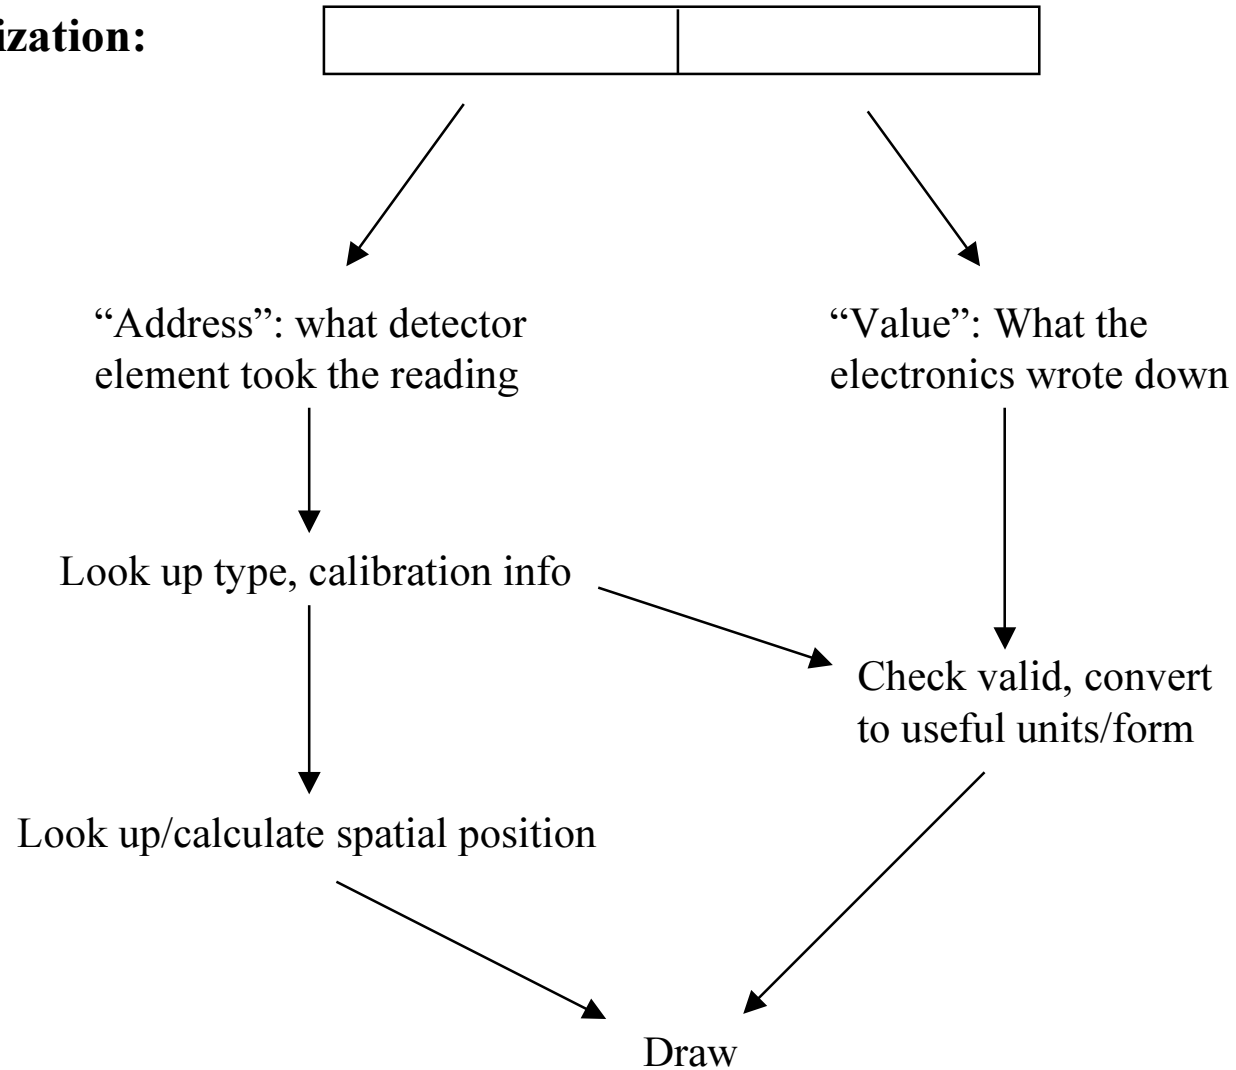 ization:
“Address”: what detector
element took the reading
“Value”: What the
electronics wrote down
Look up type, calibration info
Check valid, convert
to useful units/form
Look up/calculate spatial position
Draw